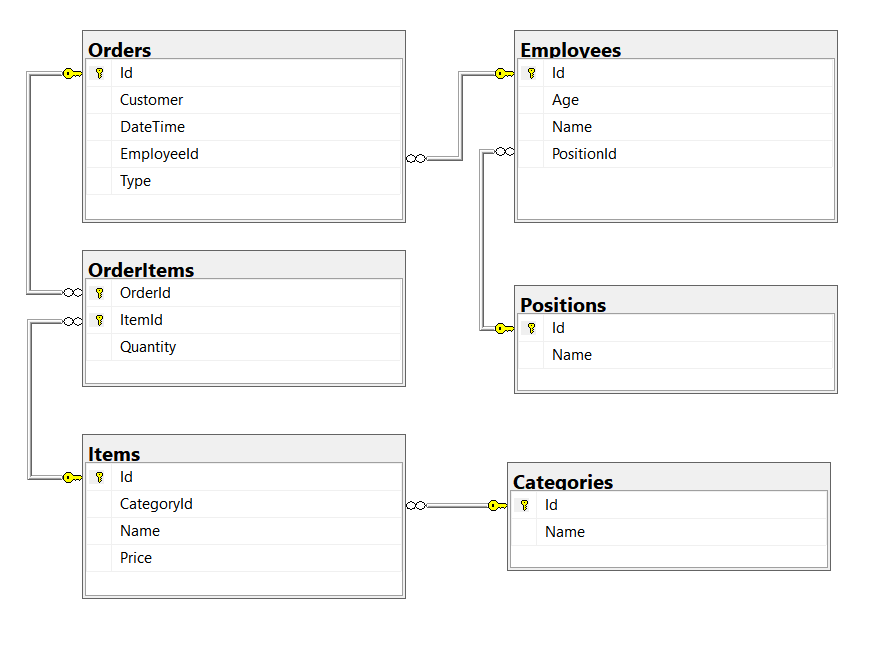 Orders
Id
Customer
DateTime
EmployeeId
Type
Employees
Id
Age
Name
PositionId
OrderItems
OrderId
ItemId
Quantity
Positions
Id
Name
Items
Id
CategoryId
Name
Price
Categories
Id
Name